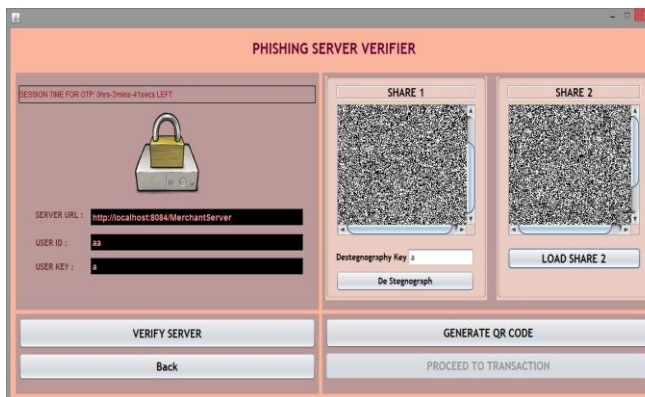 PHISHING SERVER VERIFIER
SESSION TIME FOR OTP: 0hrs-3mins-41secs LEFT
SERVER URL :
http://localhost:8084/MerchantServer
USER ID :
aa
USER KEY :
a
SHARE 1
Destegnography Key
a
De Stegnograph
SHARE 2
LOAD SHARE 2
VERIFY SERVER
Back
GENERATE QR CODE
PROCEED TO TRANSACTION